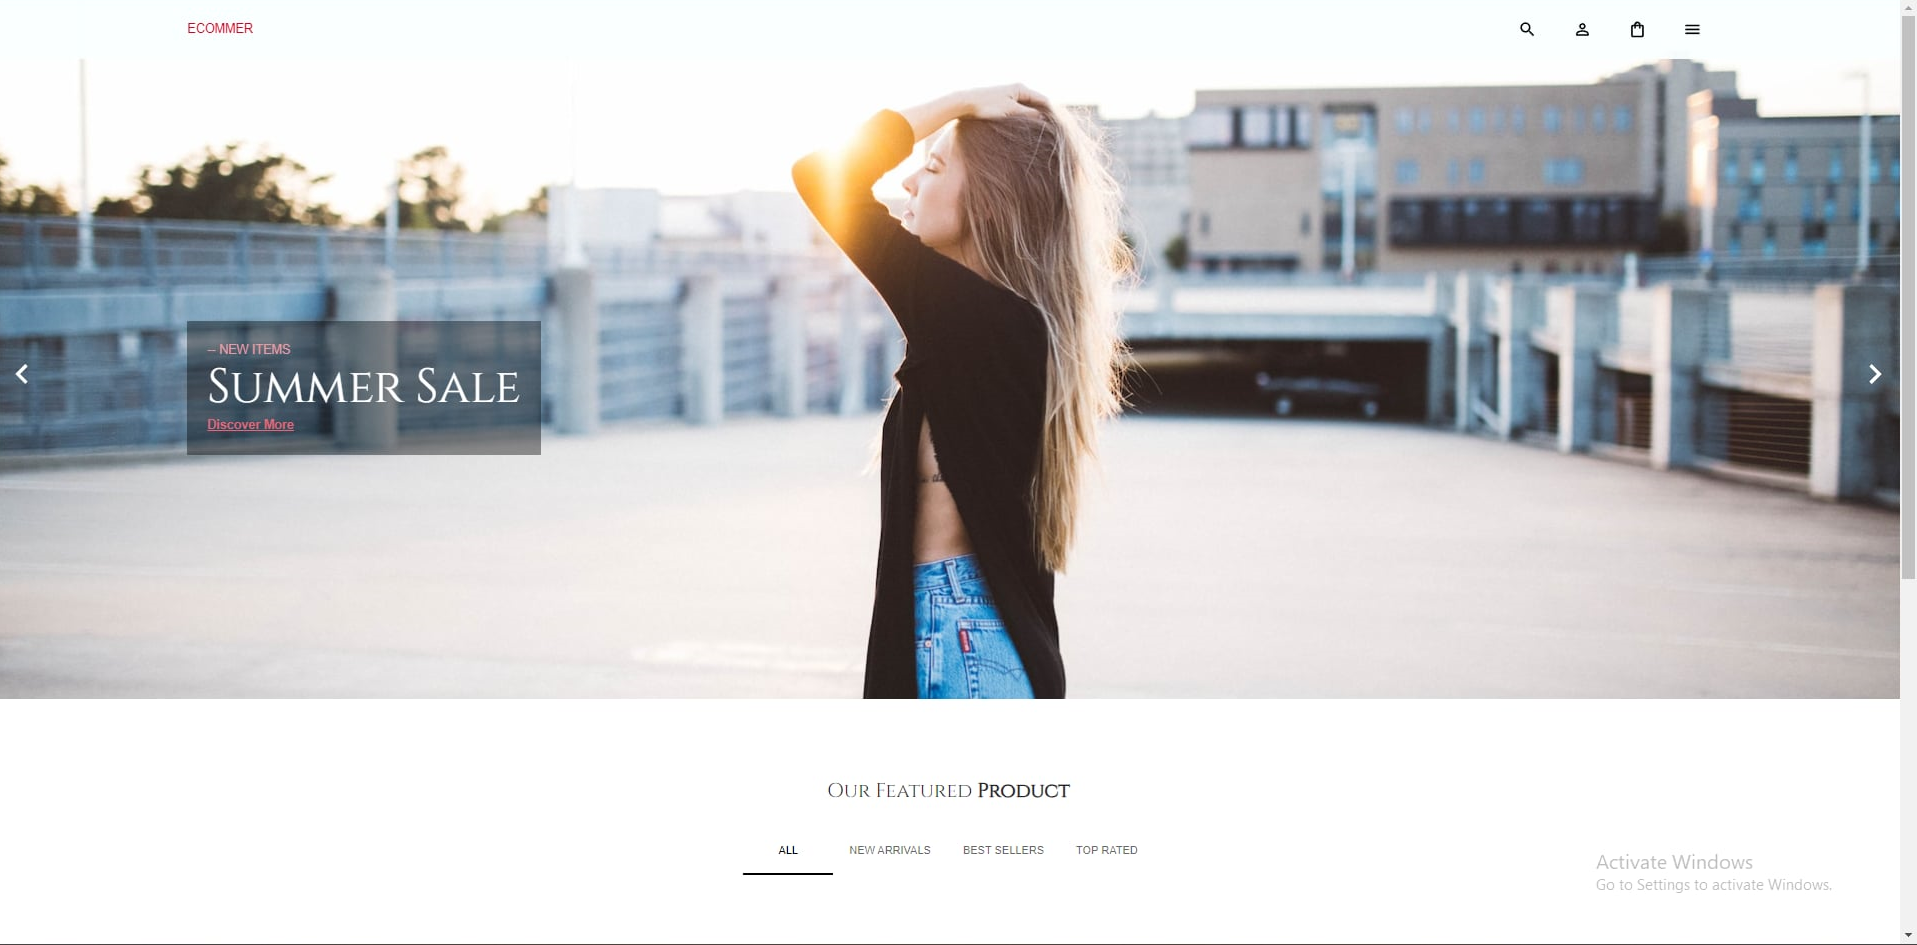 ECOMMER
– NEW ITEMS
Summer Sale
Discover More
Our Featured Product
ALL
NEW ARRIVALS
BEST SELLERS
TOP RATED
Activate Windows
Go to Settings to activate Windows.